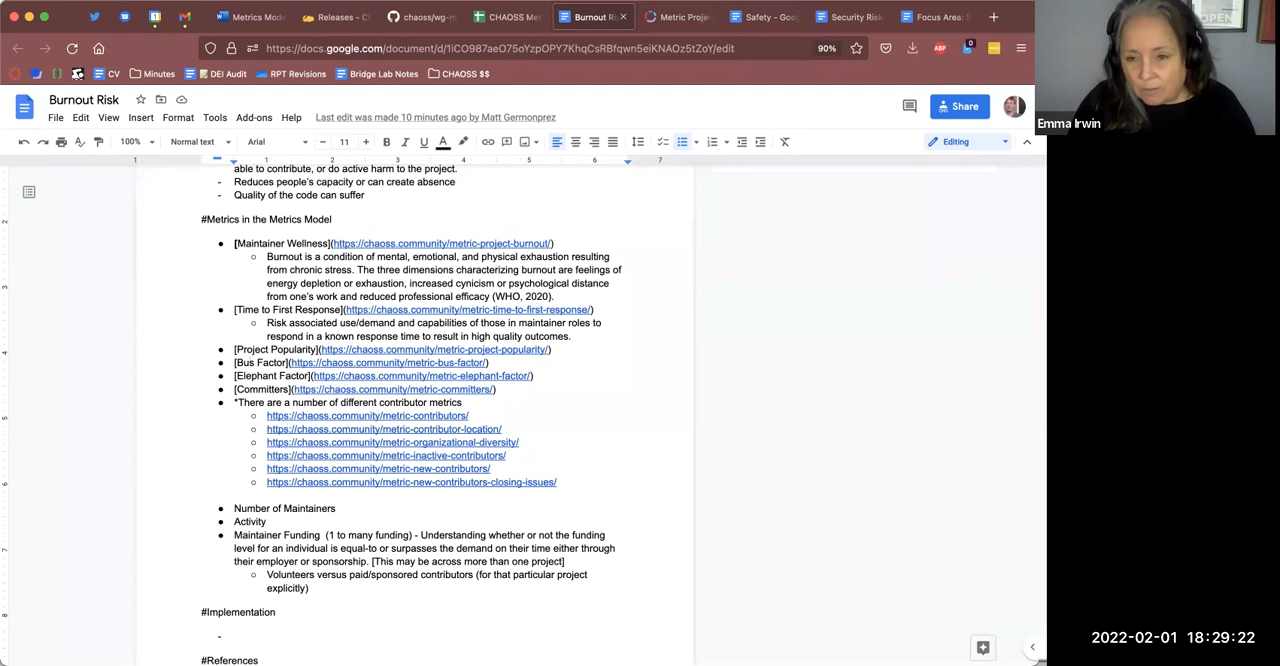 Metrics Mod
Releases - C
chaoss/wg-m
CHAOSS Me
Burnout Ri
Metric Proj
Safety - Goo
Security Ris
Focus Area: S
https://docs.google.com/document/d/1iCO987aeO75oYzpOPY7KhqCsRBfqwn5eiKNAOz5tZoY/edit
90%
ABP
CV
Minutes
DEI Audit
RPT Revisions
Bridge Lab Notes
CHAOSS $$
Burnout Risk
File Edit View Insert Format Tools Add-ons Help
Last edit was made 10 minutes ago by Matt Germonprez
Share
100%
Normal text
Arial
11
Editing
able to contribute, or do active harm to the project.
- Reduces people's capacity or can create absence
- Quality of the code can suffer
#Metrics in the Metrics Model
● [Maintainer Wellness](https://chaoss.community/metric-project-burnout/)
○ Burnout is a condition of mental, emotional, and physical exhaustion resulting
from chronic stress. The three dimensions characterizing burnout are feelings of
energy depletion or exhaustion, increased cynicism or psychological distance
from one's work and reduced professional efficacy (WHO, 2020).
● [Time to First Response](https://chaoss.community/metric-time-to-first-response/)
○ Risk associated use/demand and capabilities of those in maintainer roles to
respond in a known response time to result in high quality outcomes.
● [Project Popularity](https://chaoss.community/metric-project-popularity/)
● [Bus Factor](https://chaoss.community/metric-bus-factor/)
● [Elephant Factor](https://chaoss.community/metric-elephant-factor/)
● [Committers](https://chaoss.community/metric-committers/)
● *There are a number of different contributor metrics
○ https://chaoss.community/metric-contributors/
○ https://chaoss.community/metric-contributor-location/
○ https://chaoss.community/metric-organizational-diversity/
○ https://chaoss.community/metric-inactive-contributors/
○ https://chaoss.community/metric-new-contributors/
○ https://chaoss.community/metric-new-contributors-closing-issues/
● Number of Maintainers
● Activity
● Maintainer Funding (1 to many funding) - Understanding whether or not the funding
level for an individual is equal-to or surpasses the demand on their time either through
their employer or sponsorship. [This may be across more than one project]
○ Volunteers versus paid/sponsored contributors (for that particular project
explicitly)
#Implementation
-
#References
OPEN
Emma Irwin
2022-02-01 18:29:22